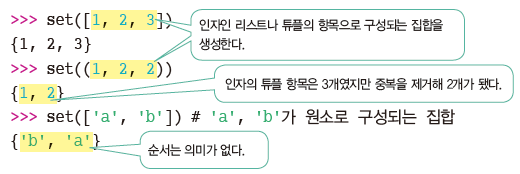 >>> set([1, 2, 3])
인자인 리스트나 튜플의 항목으로 구성되는 집합을
생성한다.
{1, 2, 3}
>>> set((1, 2, 2))
인자의 튜플 항목은 3개였지만 중복을 제거해 2개가 됐다.
{1, 2}
>>> set(['a', 'b']) # 'a', 'b'가 원소로 구성되는 집합
{'b', 'a'}
순서는 의미가 없다.